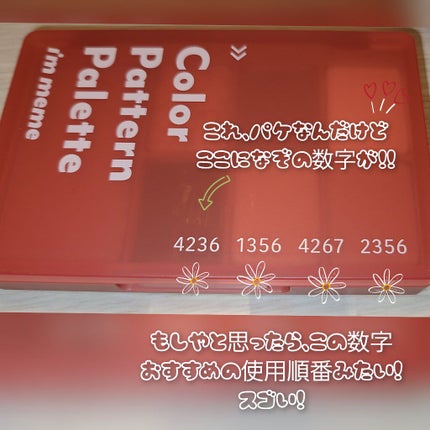 Color
Pattern
Palette
i'm meme
これ、パケなんだけど
ここになぞの数字が!!
4236 1356 4267 2356
もしやと思ったら、この数字
おすすめの使用順番みたい!
スゴい!